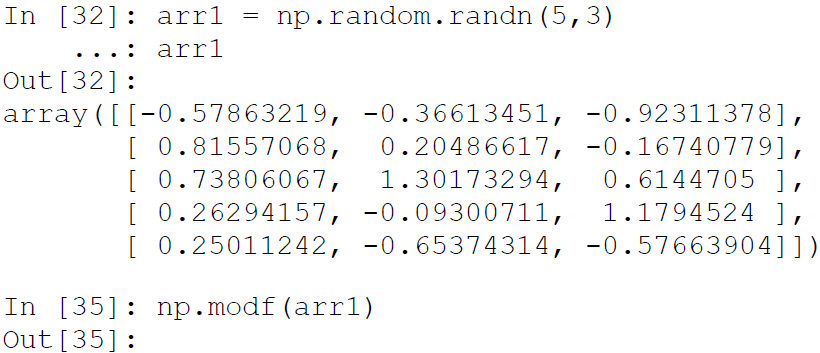 In [32]: arr1 = np.random.randn(5,3)
    ...: arr1
Out[32]:
array([[-0.57863219, -0.36613451, -0.92311378],
       [ 0.81557068,  0.20486617, -0.16740779],
       [ 0.73806067,  1.30173294,  0.6144705 ],
       [ 0.26294157, -0.09300711,  1.1794524 ],
       [ 0.25011242, -0.65374314, -0.57663904]])
In [35]: np.modf(arr1)
Out[35]: